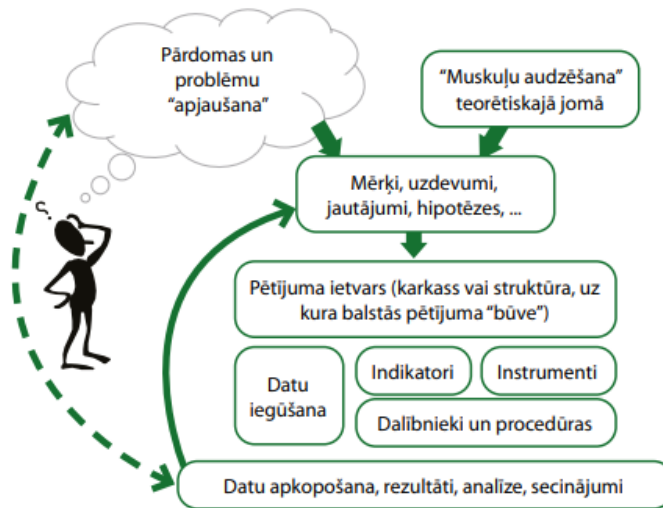 Pārdomas un
problēmu
“apjaušana”
“Muskuļu audzēšana”
teorētiskajā jomā
Mērķi, uzdevumi,
jautājumi, hipotēzes, ...
Pētījuma ietvars (karkass vai struktūra, uz
kura balstās pētījuma “būve”)
Datu
iegūšana
Indikatori
Instrumenti
Dalībnieki un procedūras
Datu apkopošana, rezultāti, analīze, secinājumi